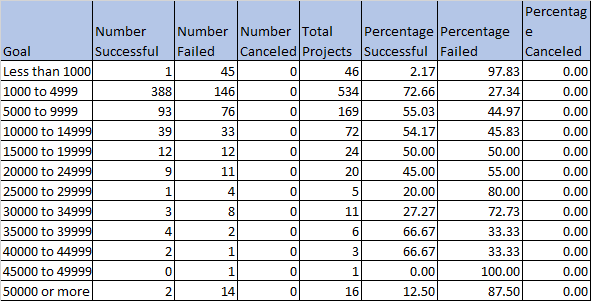 Goal Number Successful Number Failed Number Canceled Total Projects Percentage Successful Percentage Failed Percentage Canceled
Less than 1000 1 45 0 46 2.17 97.83 0.00
1000 to 4999 388 146 0 534 72.66 27.34 0.00
5000 to 9999 93 76 0 169 55.03 44.97 0.00
10000 to 14999 39 33 0 72 54.17 45.83 0.00
15000 to 19999 12 12 0 24 50.00 50.00 0.00
20000 to 24999 9 11 0 20 45.00 55.00 0.00
25000 to 29999 1 4 0 5 20.00 80.00 0.00
30000 to 34999 3 8 0 11 27.27 72.73 0.00
35000 to 39999 4 2 0 6 66.67 33.33 0.00
40000 to 44999 2 1 0 3 66.67 33.33 0.00
45000 to 49999 0 1 0 1 0.00 100.00 0.00
50000 or more 2 14 0 16 12.50 87.50 0.00